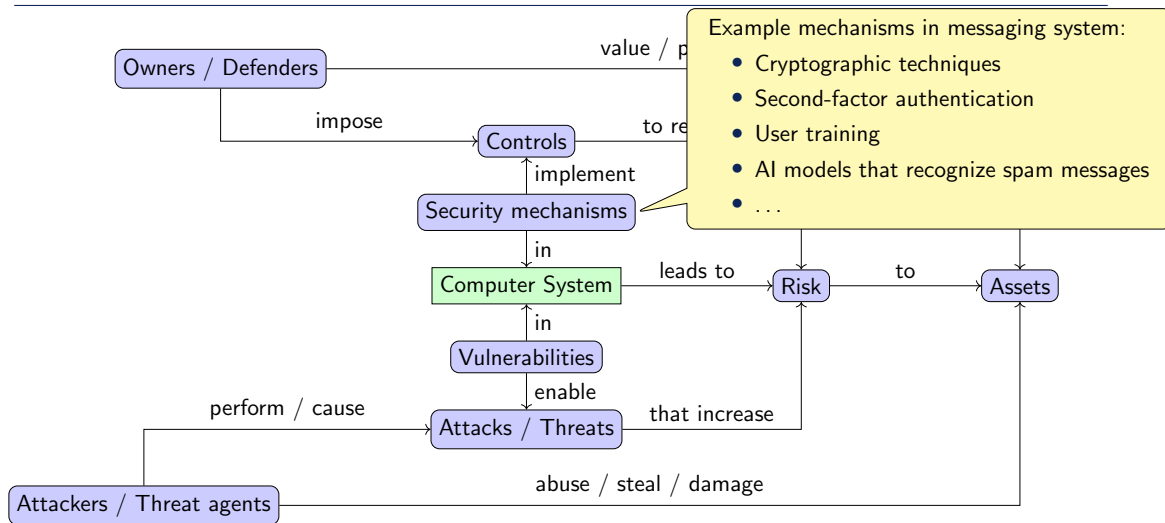 Example mechanisms in messaging system:
• Cryptographic techniques
• Second-factor authentication
• User training
• AI models that recognize spam messages
• ...
Owners / Defenders
value / p
impose
Controls
to re
implement
Security mechanisms
in
Computer System
leads to
Risk
to
Assets
in
Vulnerabilities
enable
perform / cause
Attacks / Threats
that increase
Attackers / Threat agents
abuse / steal / damage